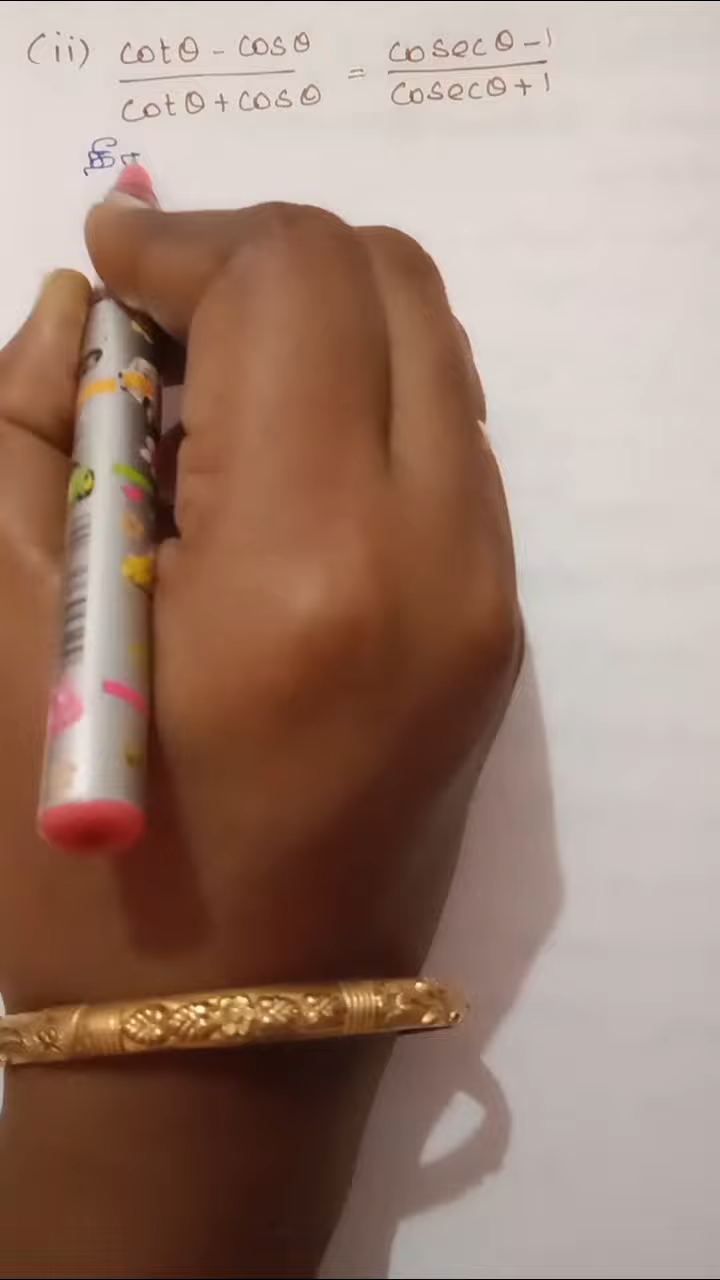 (ii) cotθ - cosθ / cotθ + cosθ = cosecθ - 1 / cosecθ + 1